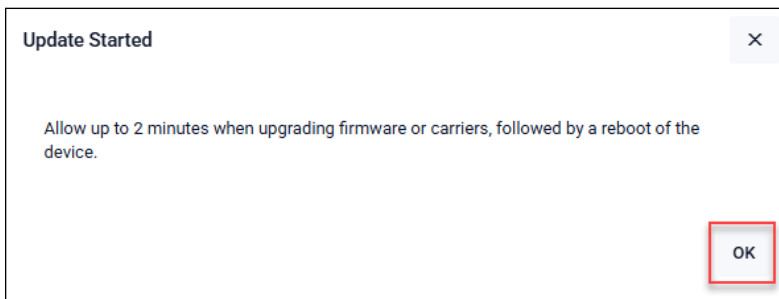 Update Started
Allow up to 2 minutes when upgrading firmware or carriers, followed by a reboot of the
device.
OK